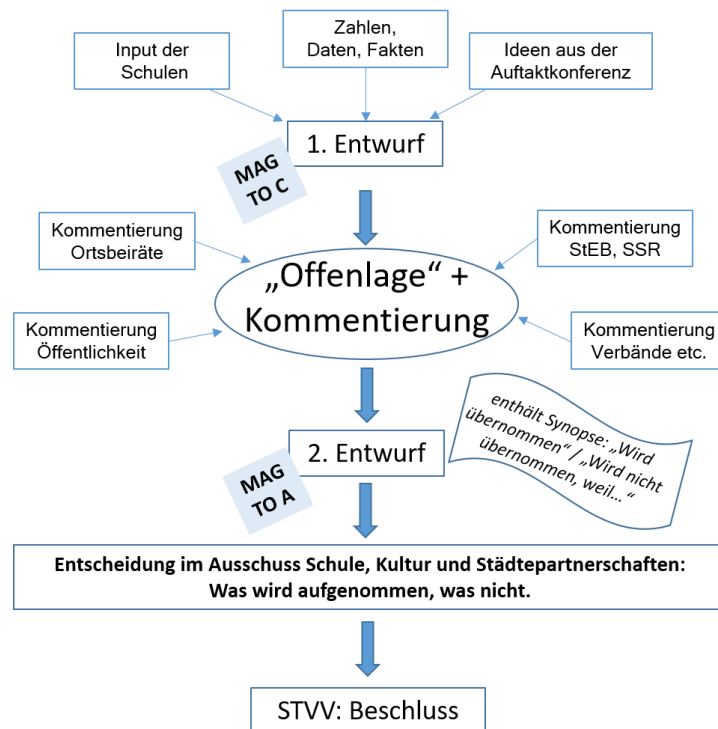 Zahlen,
Daten, Fakten
Input der
Schulen
Ideen aus der
Auftaktkonferenz
1. Entwurf
MAG
TO C
Kommentierung
Ortsbeiräte
Kommentierung
StEB, SSR
„Offenlage“ +
Kommentierung
Kommentierung
Öffentlichkeit
Kommentierung
Verbände etc.
enthält Synopse: „Wird
übernommen“ / „Wird nicht
übernommen, weil…“
2. Entwurf
MAG
TO A
Entscheidung im Ausschuss Schule, Kultur und Städtepartnerschaften:
Was wird aufgenommen, was nicht.
STVV: Beschluss